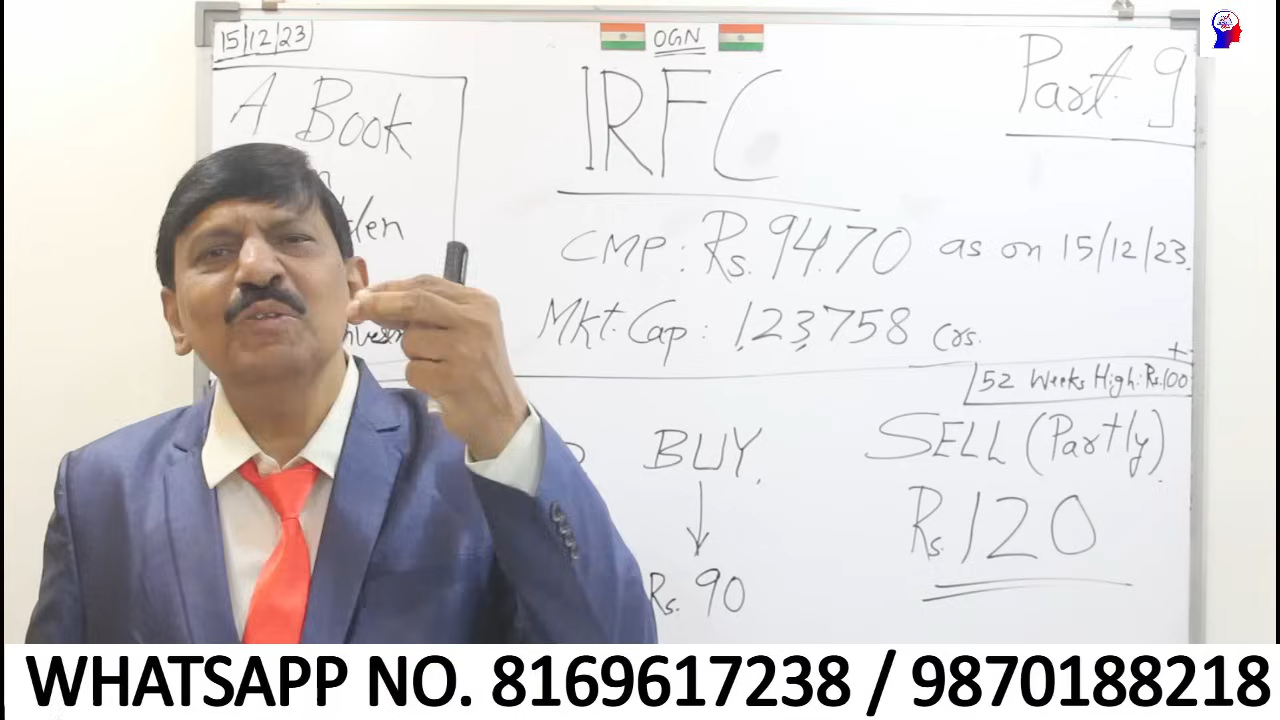 15/12/23
OGN
Part. 9
A Book
IRFC
CMP: Rs. 94.70 as on 15/12/23.
Mkt. Cap: 1,23,758 crs.
52 Weeks High: Rs. 100
SELL (Partly)
BUY
Rs. 120
Rs. 90
WHATSAPP NO. 8169617238 / 9870188218